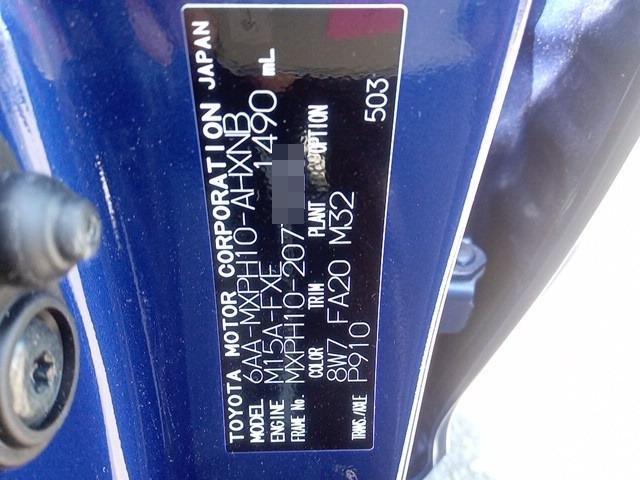 TOYOTA MOTOR CORPORATION JAPAN
MODEL 6AA-MXPH10-AHXNB
ENGINE M15A-FXE 1490 mL
FRAME No. MXPH10-207
COLOR TRIM PLANT OPTION
8W7 FA20 M32
TRANS./AXLE P910 503